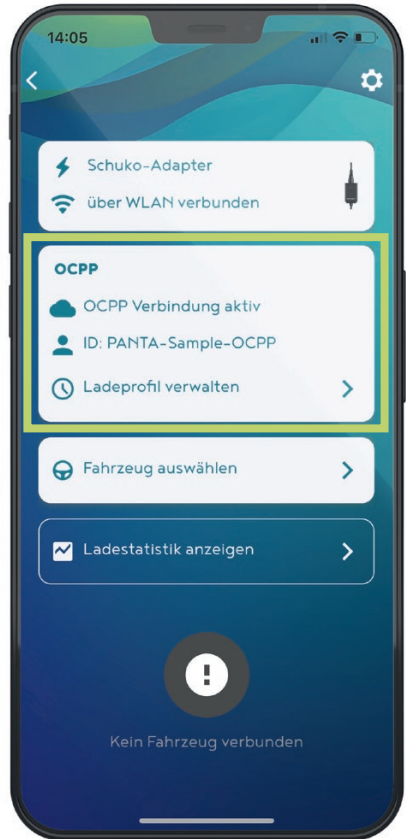 14:05
Schuko-Adapter
über WLAN verbunden
OCPP
OCPP Verbindung aktiv
ID: PANTA-Sample-OCPP
Ladeprofil verwalten
Fahrzeug auswählen
Ladestatistik anzeigen
Kein Fahrzeug verbunden